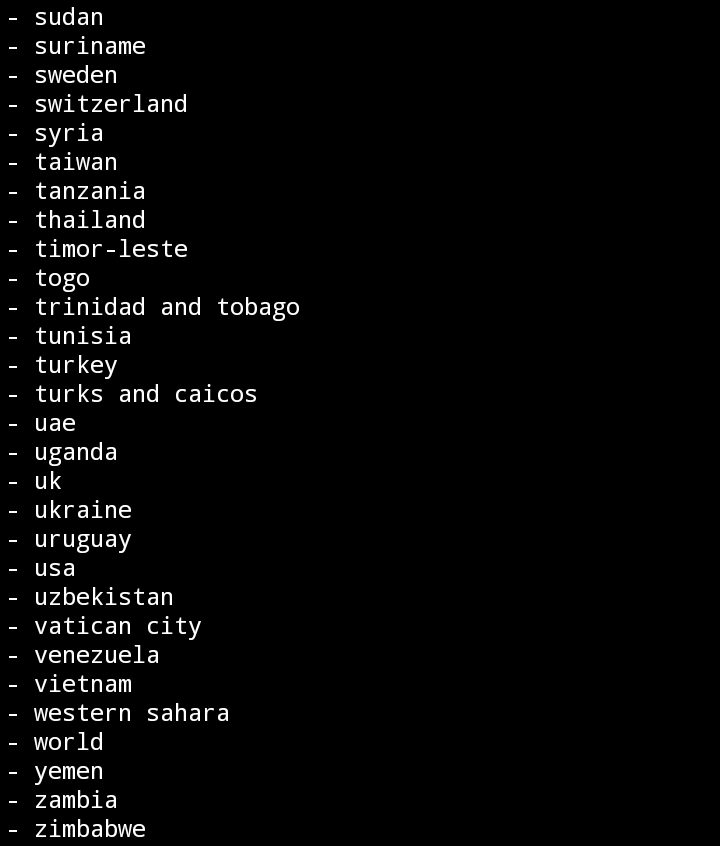 - sudan
- suriname
- sweden
- switzerland
- syria
- taiwan
- tanzania
- thailand
- timor-leste
- togo
- trinidad and tobago
- tunisia
- turkey
- turks and caicos
- uae
- uganda
- uk
- ukraine
- uruguay
- usa
- uzbekistan
- vatican city
- venezuela
- vietnam
- western sahara
- world
- yemen
- zambia
- zimbabwe